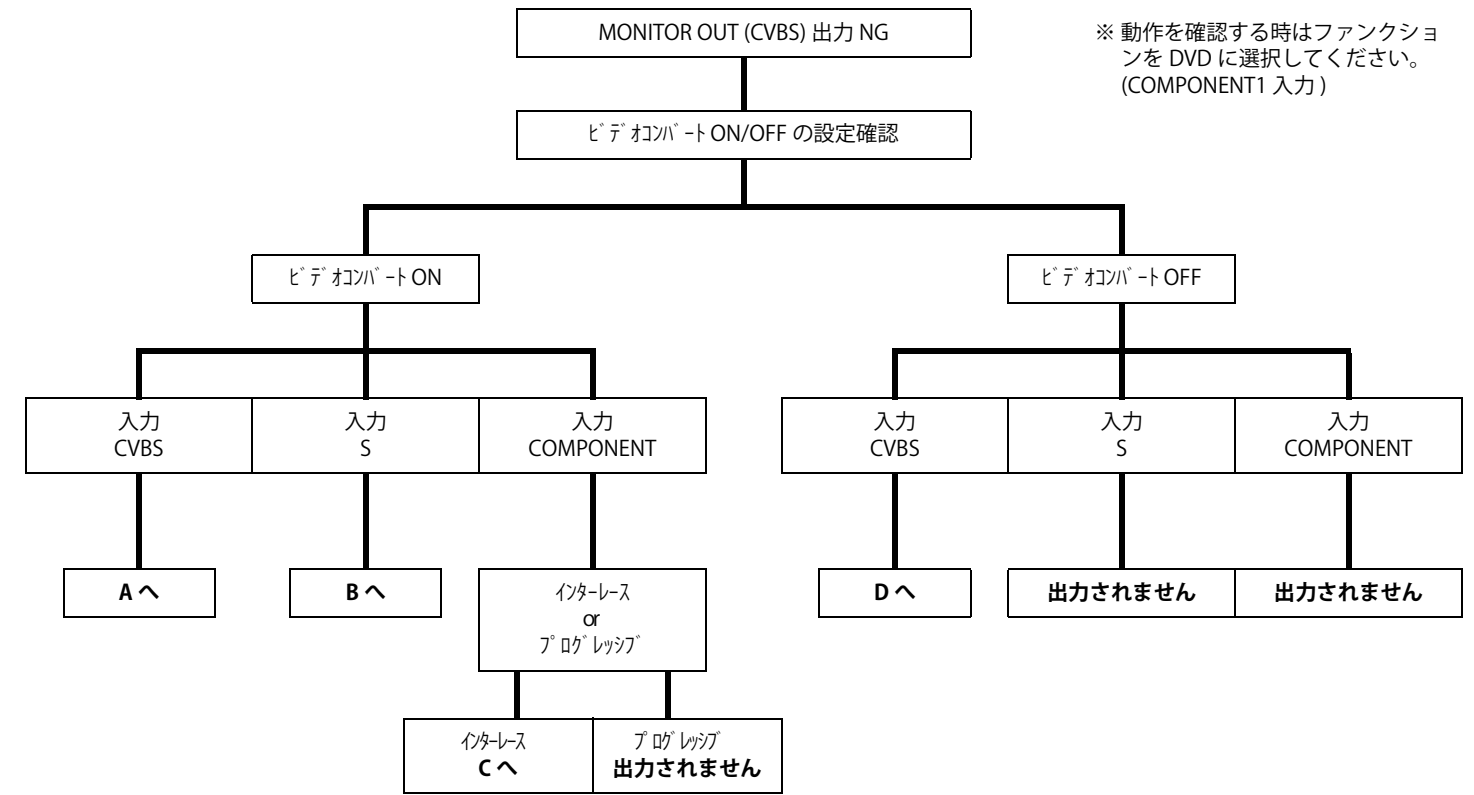 MONITOR OUT (CVBS) 出力 NG
※ 動作を確認する時はファンクショ
ンを DVD に選択してください。
(COMPONENT1 入力 )
ﾋﾞﾃﾞｵｺﾝﾊﾞｰﾄ ON/OFF の設定確認
ﾋﾞﾃﾞｵｺﾝﾊﾞｰﾄ ON
ﾋﾞﾃﾞｵｺﾝﾊﾞｰﾄ OFF
入力
CVBS
入力
S
入力
COMPONENT
入力
CVBS
入力
S
入力
COMPONENT
A へ
B へ
ｲﾝﾀｰﾚｰｽ
or
ﾌﾟﾛｸﾞﾚｯｼﾌﾞ
D へ
出力されません
出力されません
ｲﾝﾀｰﾚｰｽ
C へ
ﾌﾟﾛｸﾞﾚｯｼﾌﾞ
出力されません